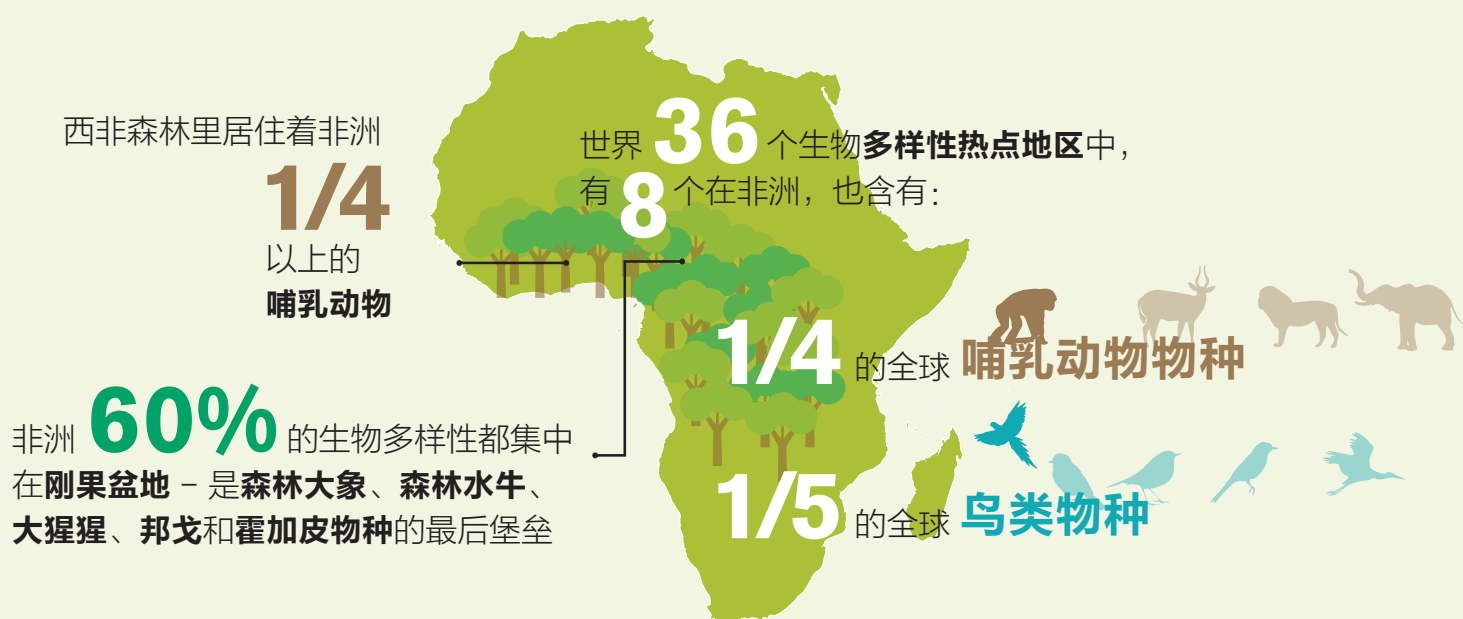 西非森林里居住着非洲
1/4
以上的
哺乳动物
世界 36 个生物多样性热点地区中，
有 8 个在非洲，也含有：
1/4 的全球 哺乳动物物种
1/5 的全球 鸟类物种
非洲 60% 的生物多样性都集中
在刚果盆地 – 是森林大象、森林水牛、
大猩猩、邦戈和霍加皮物种的最后堡垒